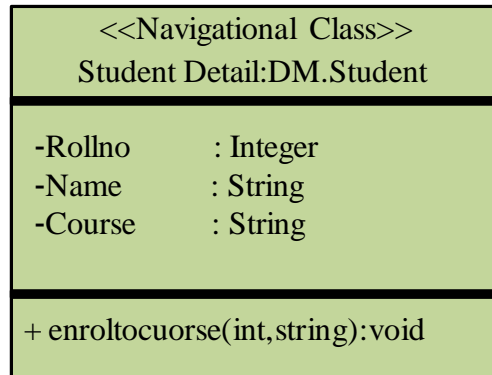 <<Navigational Class>>
Student Detail:DM.Student
-Rollno : Integer
-Name : String
-Course : String
+ enroltocuorse(int,string):void